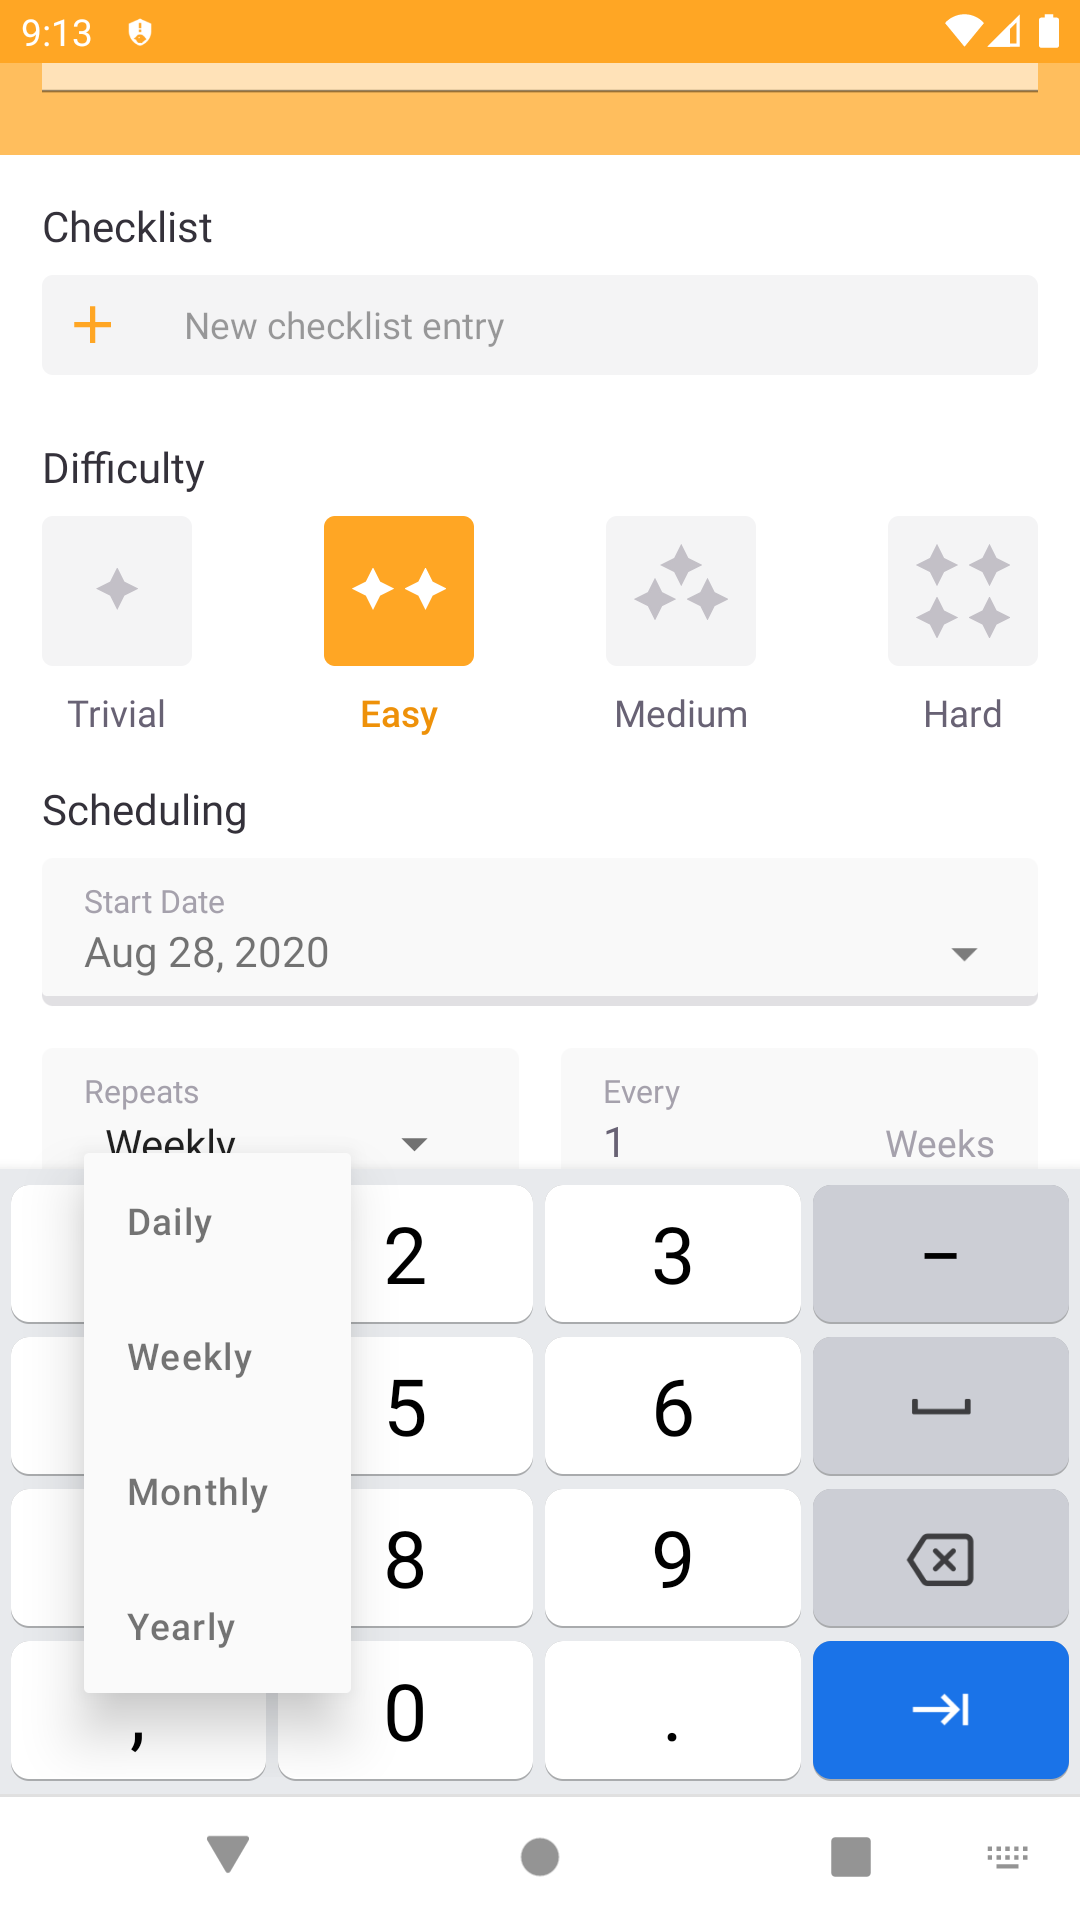 9:13
Checklist
New checklist entry
Difficulty
Trivial Easy Medium Hard
Scheduling
Start Date
Aug 28, 2020
Repeats Every
Weekly 1 Weeks
Daily
Weekly
Monthly
Yearly
2 3 –
5 6
8 9
, 0 .